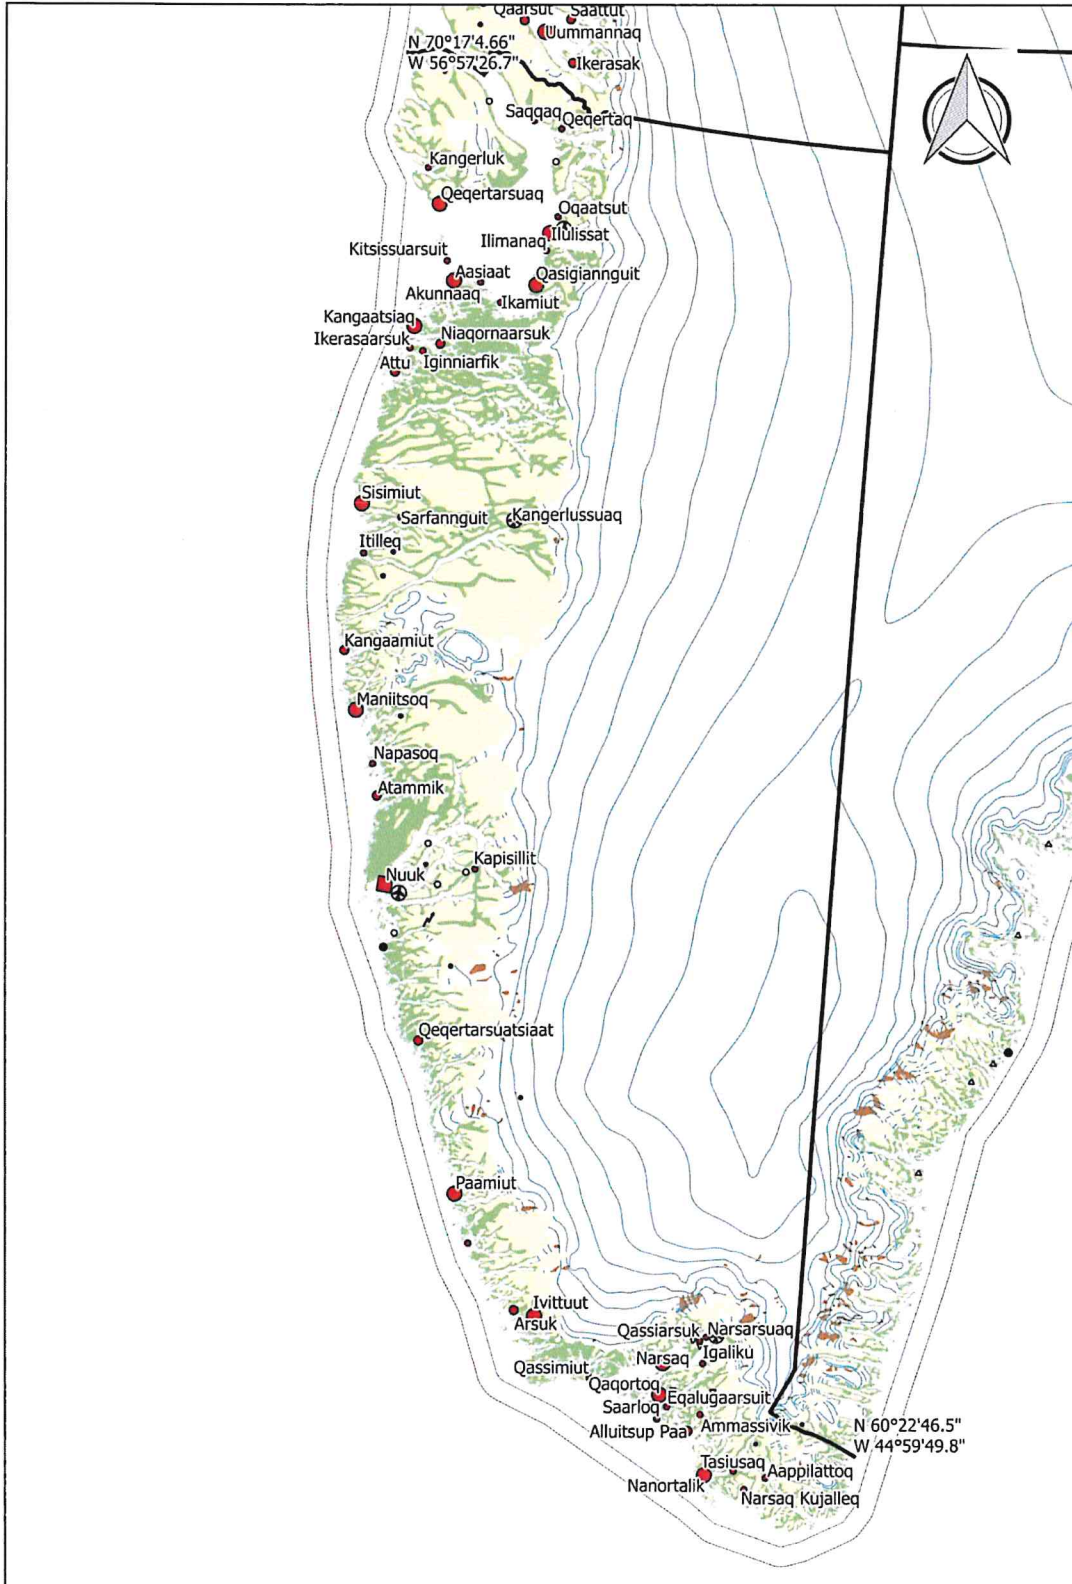 Qaarsut
Saattut
Uummannaq
N 70°17'4.66"
W 56°57'26.7"
Ikerasak
Saqqaq
Qeqertaq
Kangerluk
Qeqertarsuaq
Oqaatsut
Ilulissat
Ilimanaq
Kitsissuarsuit
Aasiaat
Qasigiannguit
Akunnaaq
Ikamiut
Kangaatsiaq
Ikerasaarsuk
Niaqornaarsuk
Iginniarfik
Attu
Sisimiut
Sarfannguit
Kangerlussuaq
Itilleq
Kangaamiut
Maniitsoq
Napasoq
Atammik
Kapisillit
Nuuk
Qeqertarsuatsiaat
Paamiut
Ivittuut
Arsuk
Qassiarsuk
Narsarsuaq
Igaliku
Narsaq
Qassimiut
Qaqortoq
Eqalugaarsuit
Saarloq
Ammassivik
Alluitsup Paa
N 60°22'46.5"
W 44°59'49.8"
Tasiusaq
Aappilattoq
Nanortalik
Narsaq Kujalleq